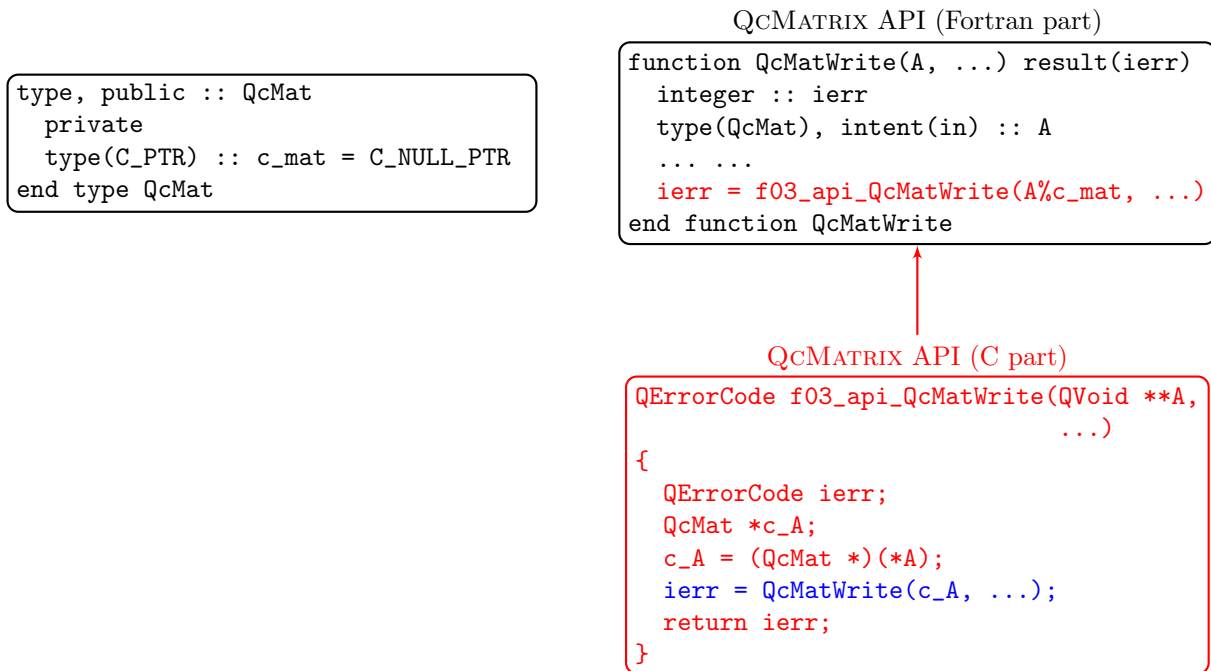 type, public :: QcMat
  private
  type(C_PTR) :: c_mat = C_NULL_PTR
end type QcMat
QCMATRIX API (Fortran part)
function QcMatWrite(A, ...) result(ierr)
  integer :: ierr
  type(QcMat), intent(in) :: A
  ... ...
  ierr = f03_api_QcMatWrite(A%c_mat, ...)
end function QcMatWrite
QCMATRIX API (C part)
QErrorCode f03_api_QcMatWrite(QVoid **A,
                              ...)
{
  QErrorCode ierr;
  QcMat *c_A;
  c_A = (QcMat *)(*A);
  ierr = QcMatWrite(c_A, ...);
  return ierr;
}